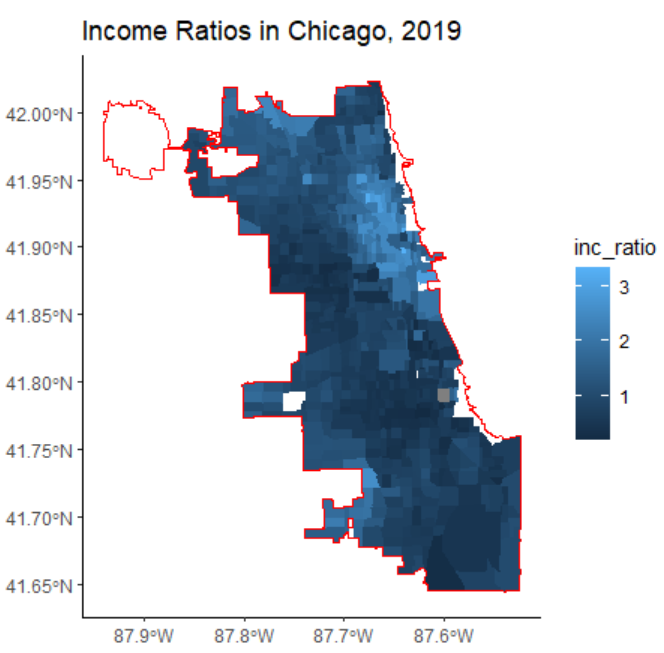 Income Ratios in Chicago, 2019
42.00°N
41.95°N
41.90°N
41.85°N
41.80°N
41.75°N
41.70°N
41.65°N
inc_ratio
3
2
1
87.9°W 87.8°W 87.7°W 87.6°W